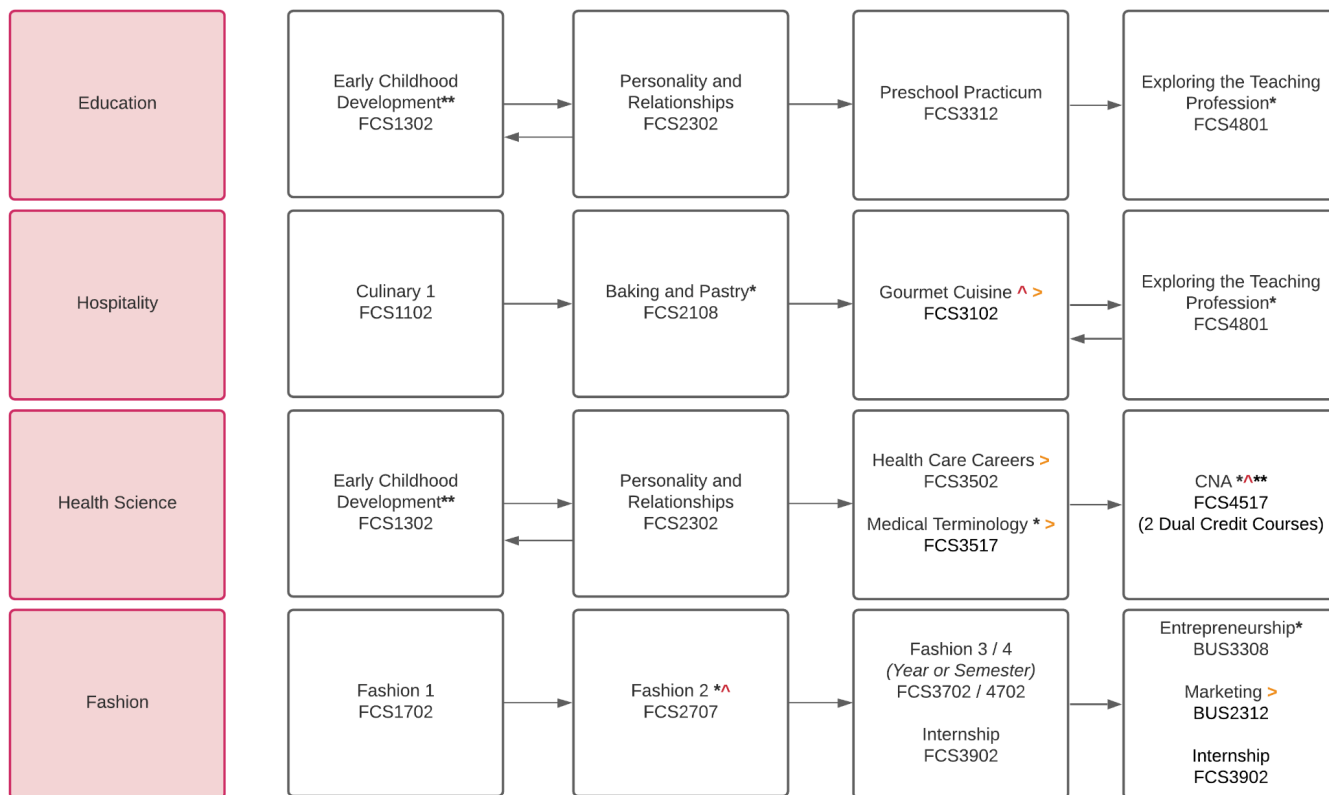 Education
Early Childhood
Development**
FCS1302
Personality and
Relationships
FCS2302
Preschool Practicum
FCS3312
Exploring the Teaching
Profession*
FCS4801
Hospitality
Culinary 1
FCS1102
Baking and Pastry*
FCS2108
Gourmet Cuisine ^ >
FCS3102
Exploring the Teaching
Profession*
FCS4801
Health Science
Early Childhood
Development**
FCS1302
Personality and
Relationships
FCS2302
Health Care Careers >
FCS3502
Medical Terminology * >
FCS3517
CNA *^**
FCS4517
(2 Dual Credit Courses)
Fashion
Fashion 1
FCS1702
Fashion 2 *^
FCS2707
Fashion 3 / 4
(Year or Semester)
FCS3702 / 4702
Internship
FCS3902
Entrepreneurship*
BUS3308
Marketing >
BUS2312
Internship
FCS3902